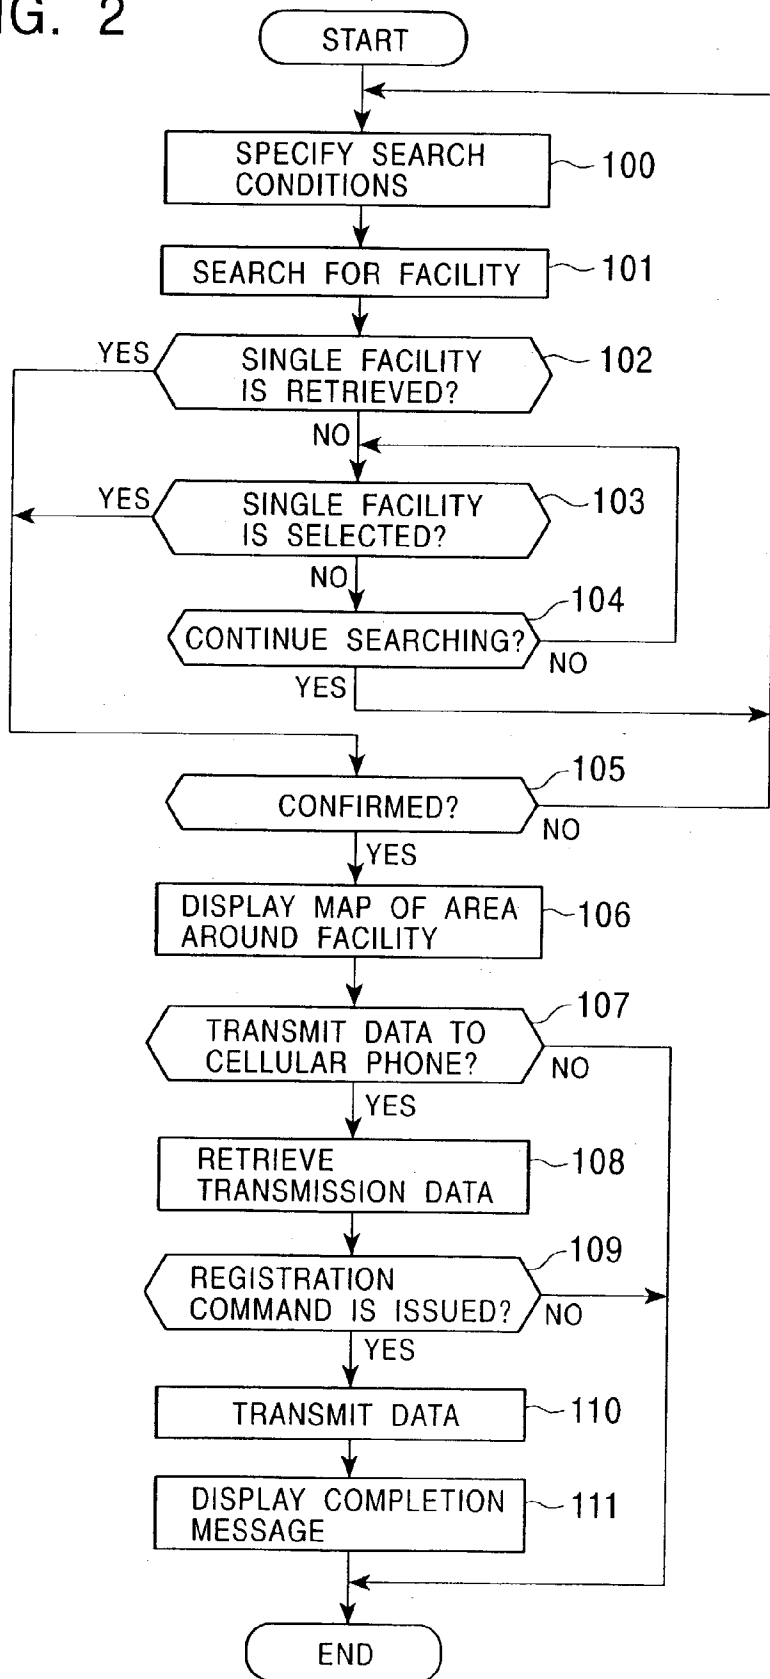 FIG. 2
START
SPECIFY SEARCH
CONDITIONS
100
SEARCH FOR FACILITY
101
YES
SINGLE FACILITY
IS RETRIEVED?
102
NO
YES
SINGLE FACILITY
IS SELECTED?
103
NO
104
CONTINUE SEARCHING?
NO
YES
105
CONFIRMED?
NO
YES
DISPLAY MAP OF AREA
AROUND FACILITY
106
107
TRANSMIT DATA TO
CELLULAR PHONE?
NO
YES
RETRIEVE
TRANSMISSION DATA
108
109
REGISTRATION
COMMAND IS ISSUED?
NO
YES
TRANSMIT DATA
110
DISPLAY COMPLETION
MESSAGE
111
END